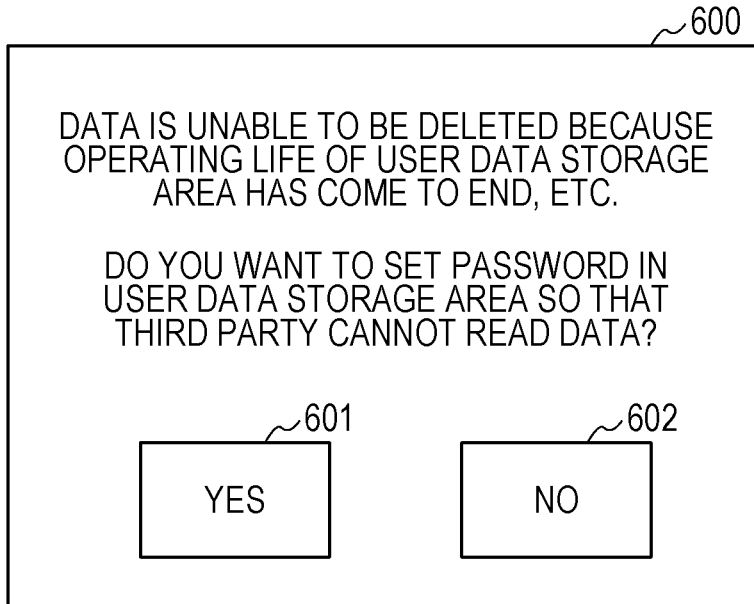 600
DATA IS UNABLE TO BE DELETED BECAUSE
OPERATING LIFE OF USER DATA STORAGE
AREA HAS COME TO END, ETC.
DO YOU WANT TO SET PASSWORD IN
USER DATA STORAGE AREA SO THAT
THIRD PARTY CANNOT READ DATA?
601 602
YES NO